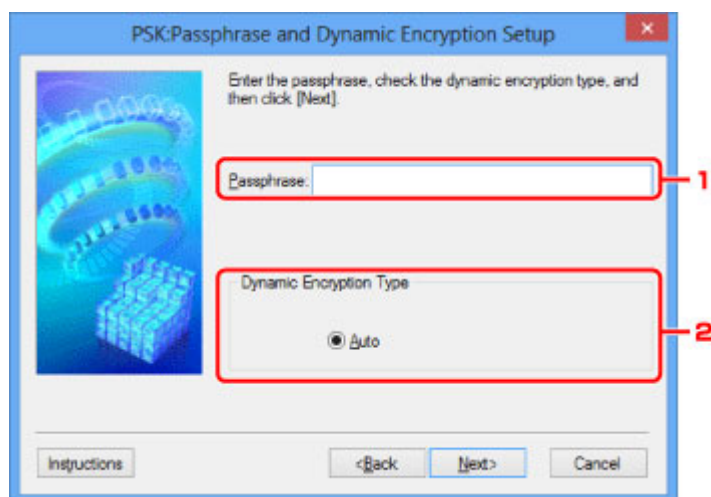 PSK:Passphrase and Dynamic Encryption Setup
Enter the passphrase, check the dynamic encryption type, and
then click [Next].
Passphrase:
1
Dynamic Encryption Type
Auto
2
Instructions
<Back
Next>
Cancel